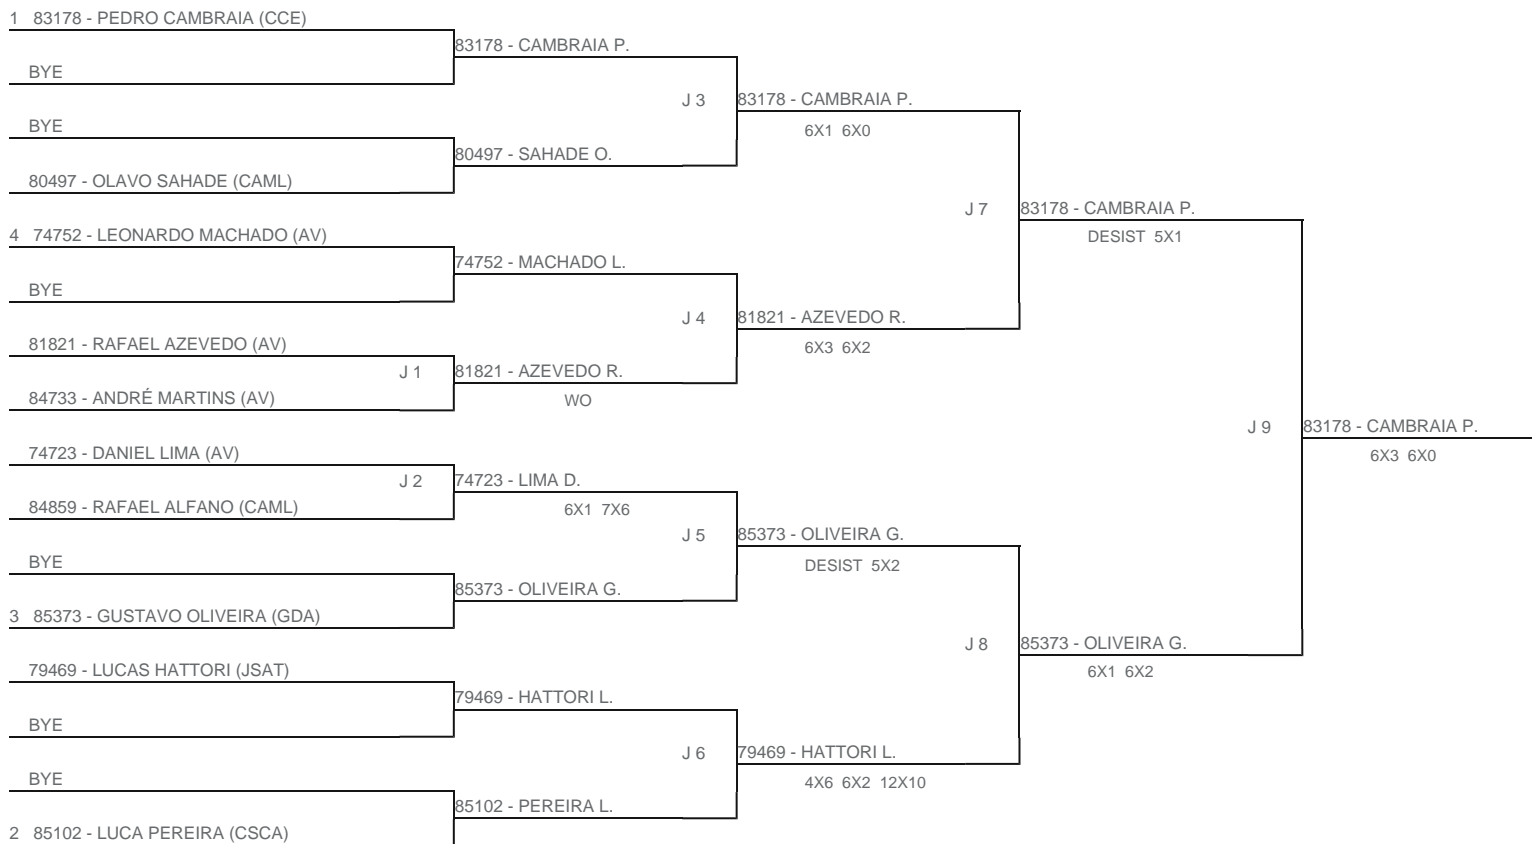 1 83178 - PEDRO CAMBRAIA (CCE)
83178 - CAMBRAIA P.
BYE
J 3
83178 - CAMBRAIA P.
BYE
6X1 6X0
80497 - SAHADE O.
80497 - OLAVO SAHADE (CAML)
J 7
83178 - CAMBRAIA P.
4 74752 - LEONARDO MACHADO (AV)
DESIST 5X1
74752 - MACHADO L.
BYE
J 4
81821 - AZEVEDO R.
81821 - RAFAEL AZEVEDO (AV)
6X3 6X2
J 1
81821 - AZEVEDO R.
84733 - ANDRÉ MARTINS (AV)
WO
J 9
83178 - CAMBRAIA P.
74723 - DANIEL LIMA (AV)
6X3 6X0
J 2
74723 - LIMA D.
84859 - RAFAEL ALFANO (CAML)
6X1 7X6
J 5
85373 - OLIVEIRA G.
BYE
DESIST 5X2
85373 - OLIVEIRA G.
3 85373 - GUSTAVO OLIVEIRA (GDA)
J 8
85373 - OLIVEIRA G.
79469 - LUCAS HATTORI (JSAT)
6X1 6X2
79469 - HATTORI L.
BYE
J 6
79469 - HATTORI L.
BYE
4X6 6X2 12X10
85102 - PEREIRA L.
2 85102 - LUCA PEREIRA (CSCA)